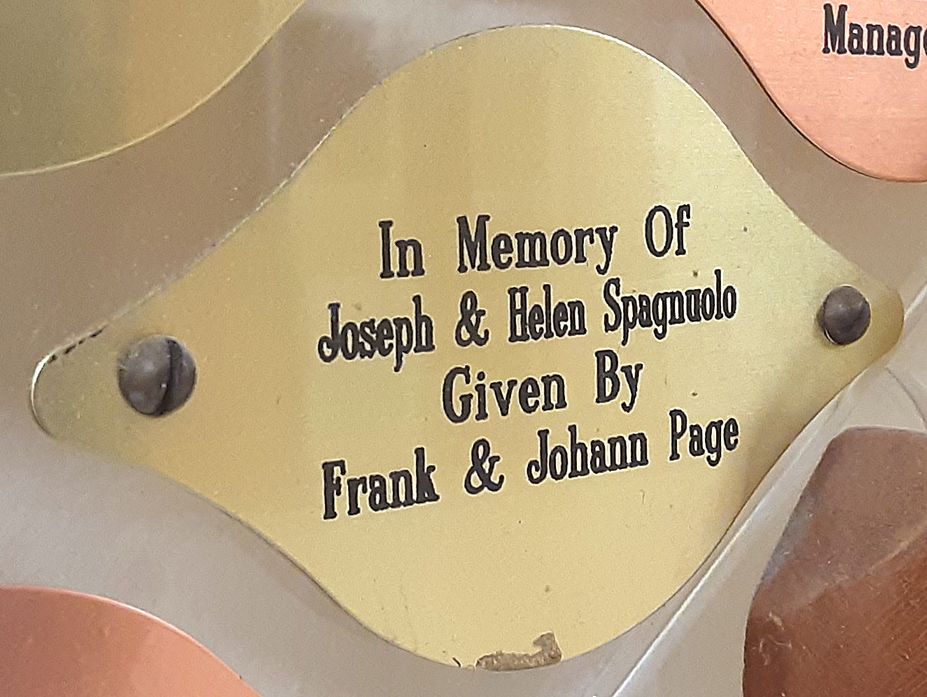 Manage
In Memory Of
Joseph & Helen Spagnuolo
Given By
Frank & Johann Page